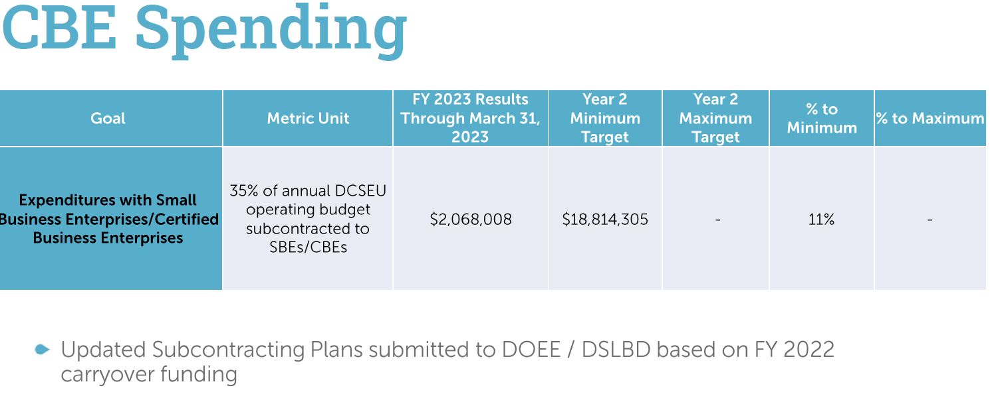 CBE Spending
Goal
Metric Unit
FY 2023 Results
Through March 31,
2023
Year 2
Minimum
Target
Year 2
Maximum
Target
% to
Minimum
% to Maximum
Expenditures with Small
Business Enterprises/Certified
Business Enterprises
35% of annual DCSEU
operating budget
subcontracted to
SBEs/CBEs
$2,068,008
$18,814,305
-
11%
-
Updated Subcontracting Plans submitted to DOEE / DSLBD based on FY 2022
carryover funding